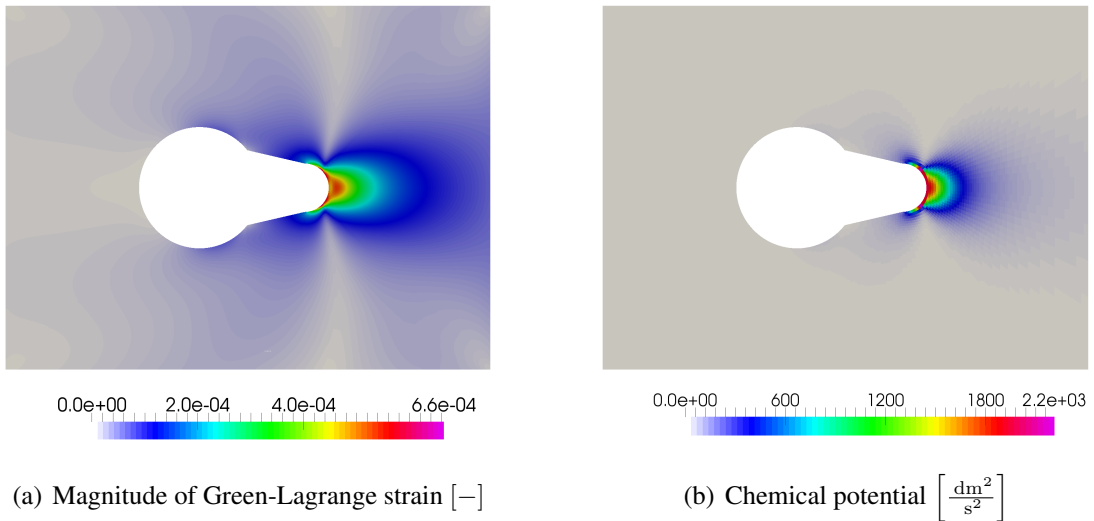 0.0e+00 2.0e-04 4.0e-04 6.6e-04
0.0e+00 600 1200 1800 2.2e+03
(a) Magnitude of Green-Lagrange strain [−]
(b) Chemical potential [dm²/s²]